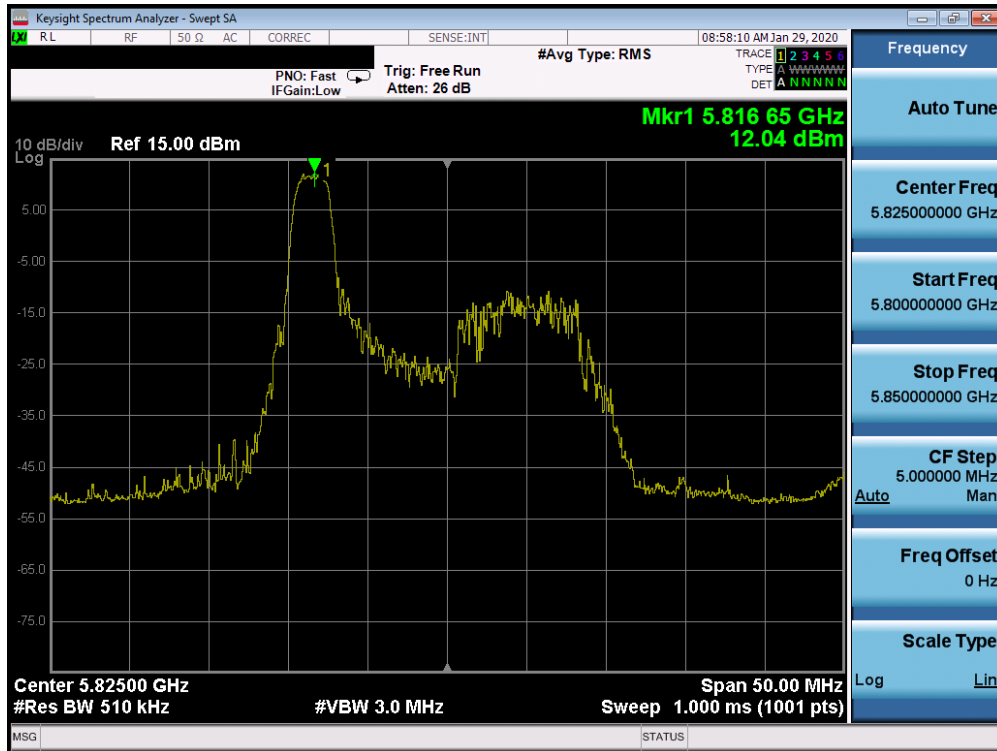 Keysight Spectrum Analyzer - Swept SA
LXI RL RF 50 Ω AC CORREC SENSE:INT 08:58:10 AM Jan 29, 2020
#Avg Type: RMS
TRACE 1 2 3 4 5 6
PNO: Fast Trig: Free Run
TYPE A WWWWW
IFGain:Low Atten: 26 dB
DET A N N N N N
Mkr1 5.816 65 GHz
12.04 dBm
10 dB/div Ref 15.00 dBm
Log
1
5.00
-5.00
-15.0
-25.0
-35.0
-45.0
-55.0
-65.0
-75.0
Center 5.82500 GHz Span 50.00 MHz
#Res BW 510 kHz #VBW 3.0 MHz Sweep 1.000 ms (1001 pts)
MSG STATUS
Frequency
Auto Tune
Center Freq
5.825000000 GHz
Start Freq
5.800000000 GHz
Stop Freq
5.850000000 GHz
CF Step
5.000000 MHz
Auto Man
Freq Offset
0 Hz
Scale Type
Log Lin